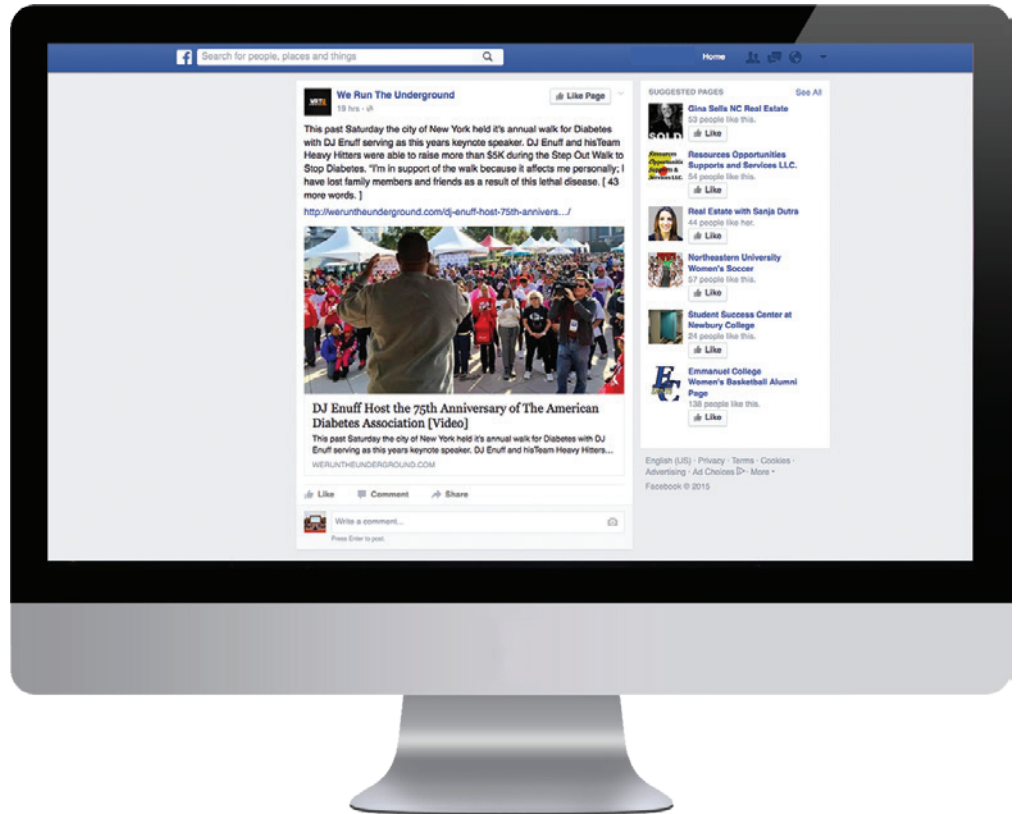 Search for people, places and things
Home
We Run The Underground
19 hrs ·
Like Page
This past Saturday the city of New York held it's annual walk for Diabetes
with DJ Enuff serving as this years keynote speaker. DJ Enuff and hisTeam
Heavy Hitters were able to raise more than $5K during the Step Out Walk to
Stop Diabetes. "I'm in support of the walk because it affects me personally; I
have lost family members and friends as a result of this lethal disease. [ 43
more words. ]
http://weruntheunderground.com/dj-enuff-host-75th-annivers.../
DJ Enuff Host the 75th Anniversary of The American
Diabetes Association [Video]
This past Saturday the city of New York held it's annual walk for Diabetes with DJ
Enuff serving as this years keynote speaker. DJ Enuff and hisTeam Heavy Hitters...
WERUNTHEUNDERGROUND.COM
Like Comment Share
Write a comment...
Press Enter to post.
SUGGESTED PAGES See All
Gina Sells NC Real Estate
53 people like this.
Like
SOLD
Resources Opportunities
Supports and Services LLC.
54 people like this.
Like
Resources
Opportunities
Supports &
Services LLC.
Real Estate with Sanja Dutra
44 people like her.
Like
Northeastern University
Women's Soccer
57 people like this.
Like
Student Success Center at
Newbury College
24 people like this.
Like
Emmanuel College
Women's Basketball Alumni
Page
138 people like this.
Like
EC
English (US) · Privacy · Terms · Cookies ·
Advertising · Ad Choices · More
Facebook © 2015